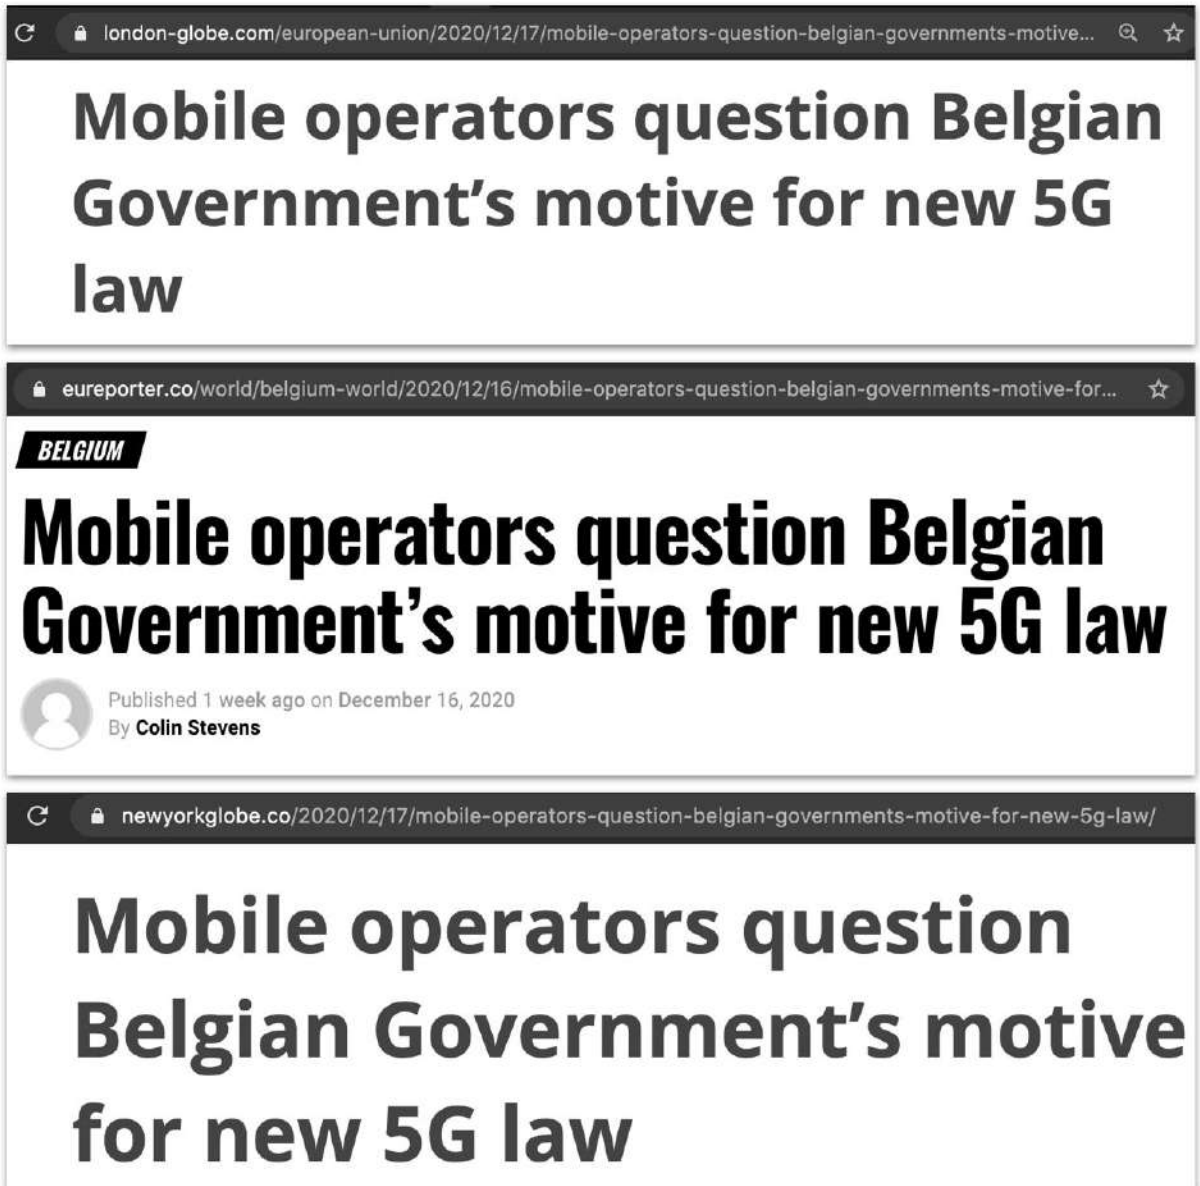 london-globe.com/european-union/2020/12/17/mobile-operators-question-belgian-governments-motive...
Mobile operators question Belgian
Government’s motive for new 5G
law
eureporter.co/world/belgium-world/2020/12/16/mobile-operators-question-belgian-governments-motive-for...
BELGIUM
Mobile operators question Belgian
Government’s motive for new 5G law
Published 1 week ago on December 16, 2020
By Colin Stevens
newyorkglobe.co/2020/12/17/mobile-operators-question-belgian-governments-motive-for-new-5g-law/
Mobile operators question
Belgian Government’s motive
for new 5G law